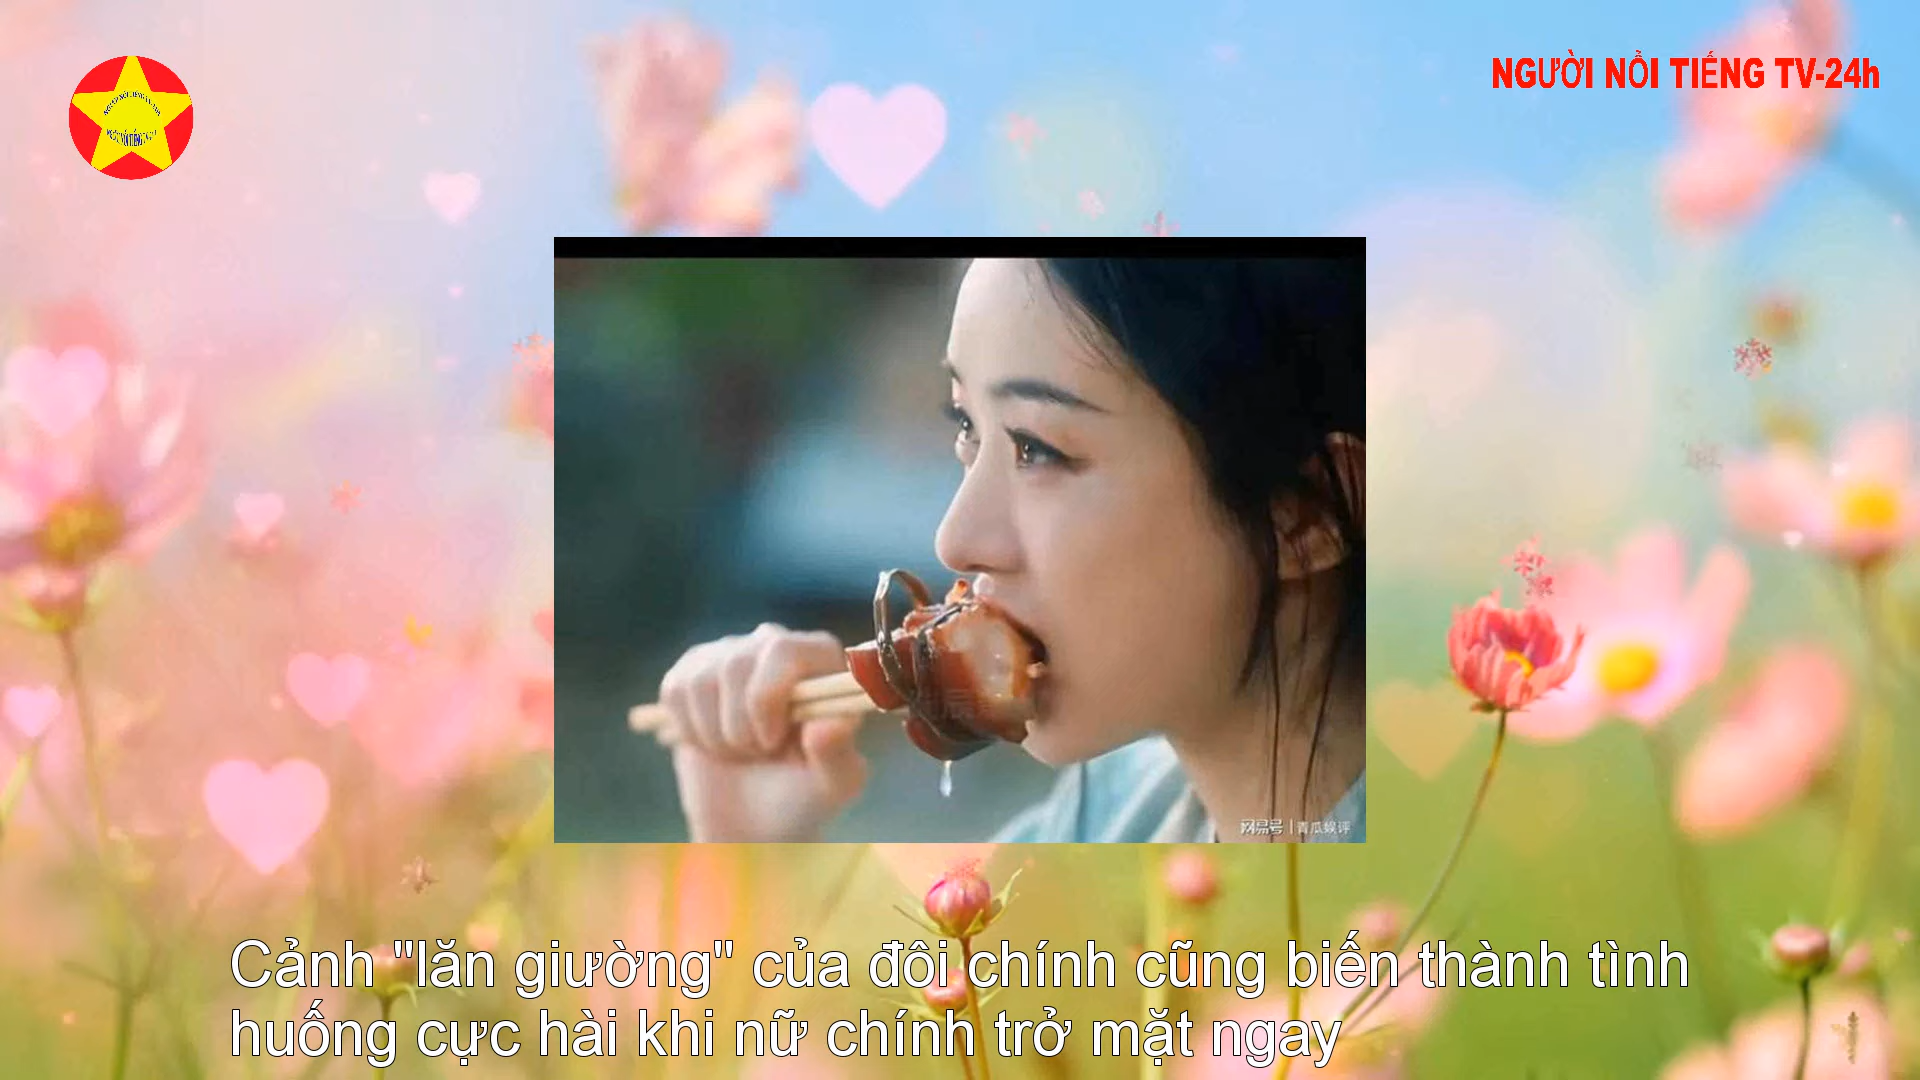 NGƯỜI NỔI TIẾNG TV-24h
网易号 | 青瓜娱评
Cảnh "lăn giường" của đôi chính cũng biến thành tình
huống cực hài khi nữ chính trở mặt ngay